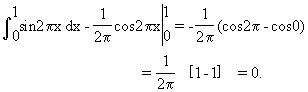 ∫₀¹ sin2πx dx - 1/2π cos2πx|₀¹ = -1/2π (cos2π - cos0)
= 1/2π [1-1] = 0.